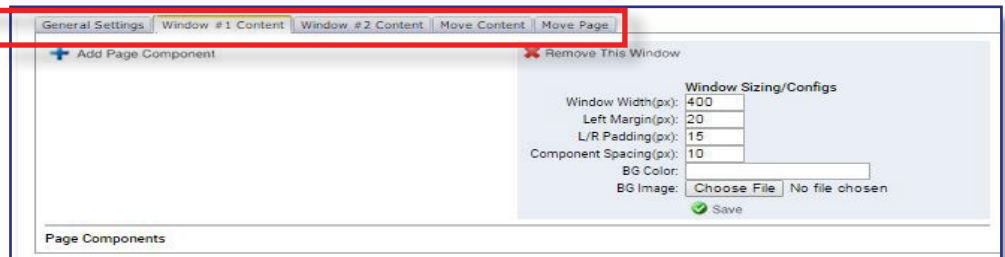 General Settings Window #1 Content Window #2 Content Move Content Move Page
Add Page Component
Remove This Window
Window Sizing/Configs
Window Width(px): 400
Left Margin(px): 20
L/R Padding(px): 15
Component Spacing(px): 10
BG Color:
BG Image: Choose File No file chosen
Save
Page Components